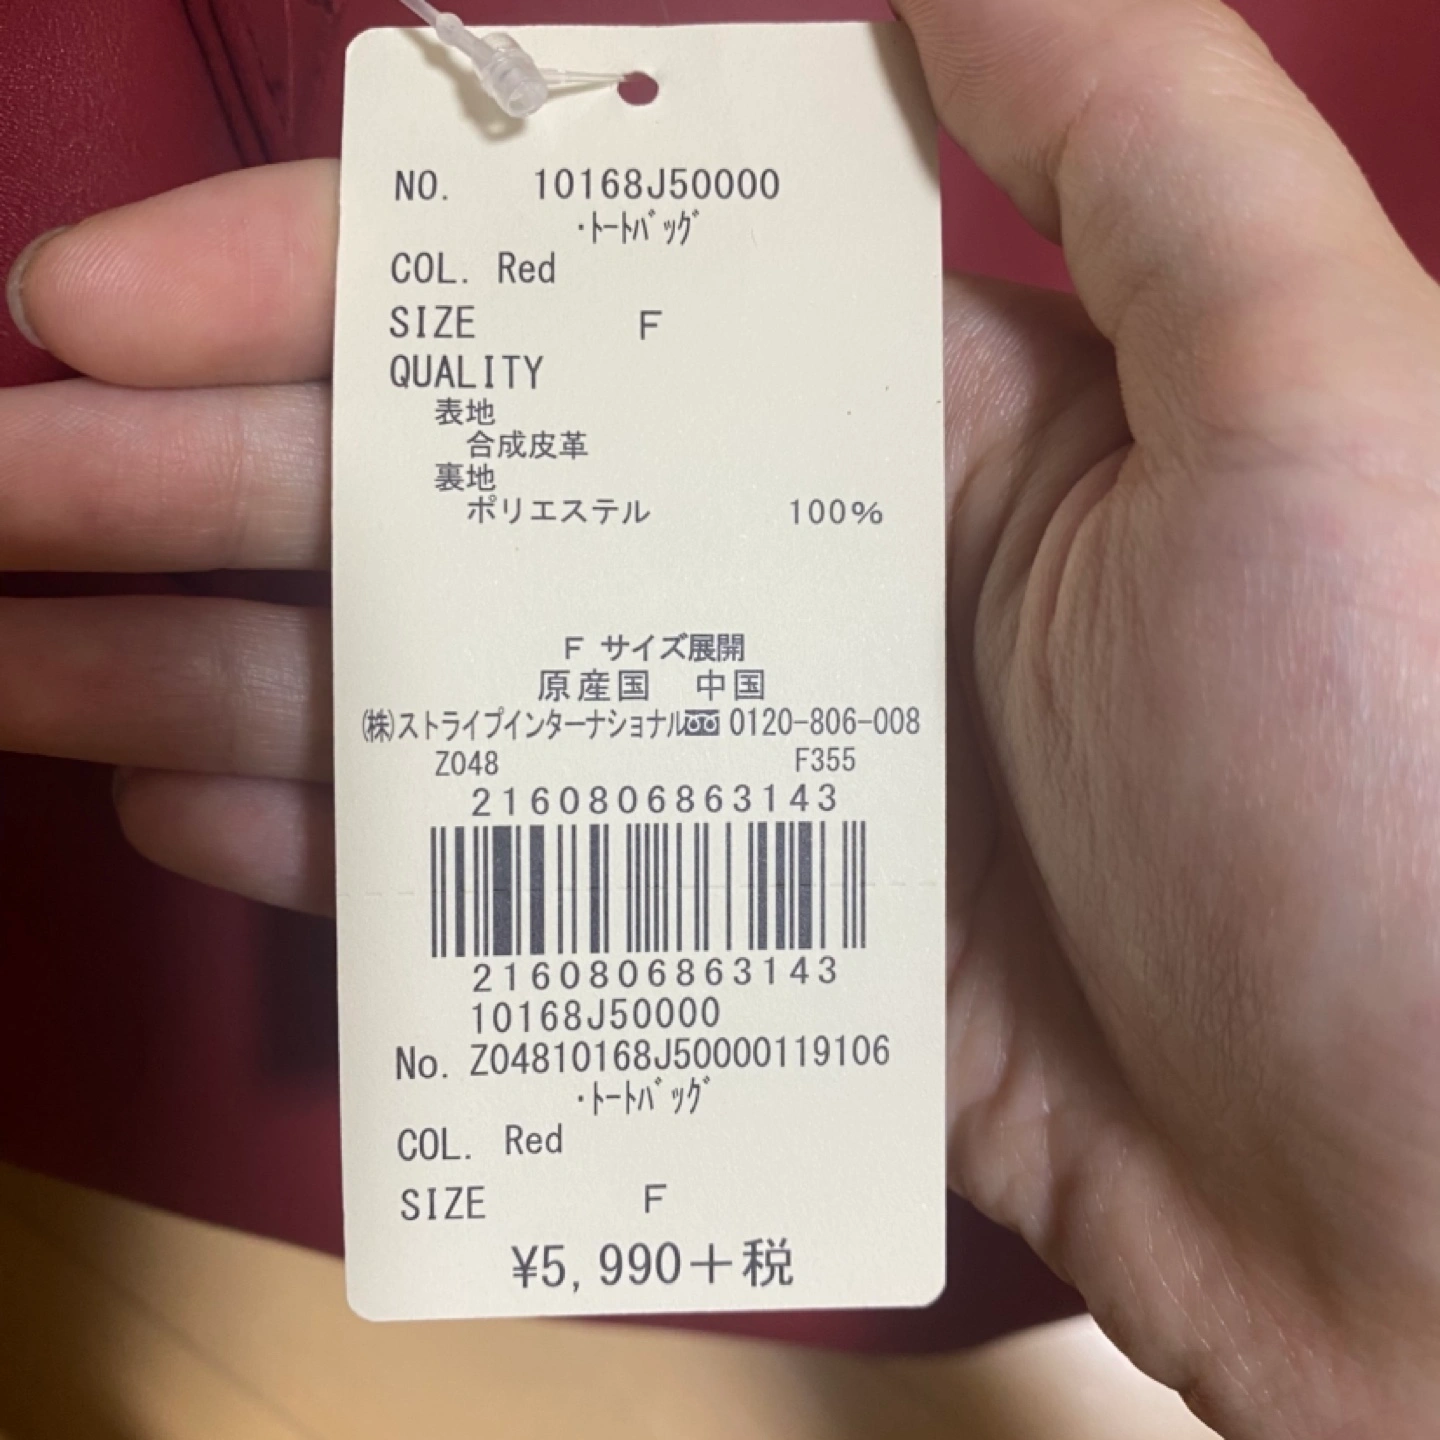 NO. 10168J50000
・ﾄｰﾄﾊﾞｯｸﾞ
COL. Red
SIZE F
QUALITY
表地
合成皮革
裏地
ポリエステル 100%
F サイズ展開
原産国 中国
(株)ストライプインターナショナル 0120-806-008
Z048 F355
2160806863143
2160806863143
10168J50000
No. Z04810168J50000119106
・ﾄｰﾄﾊﾞｯｸﾞ
COL. Red
SIZE F
¥5,990+税